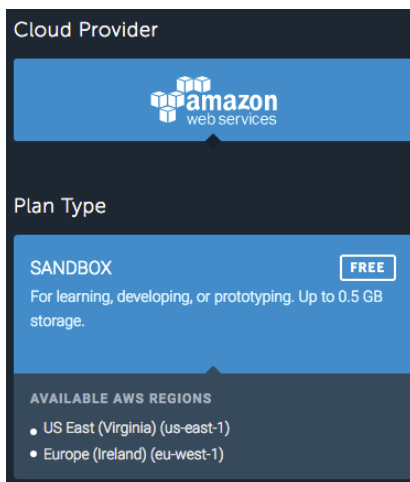 Cloud Provider
amazon
web services
Plan Type
SANDBOX
FREE
For learning, developing, or prototyping. Up to 0.5 GB
storage.
AVAILABLE AWS REGIONS
US East (Virginia) (us-east-1)
Europe (Ireland) (eu-west-1)